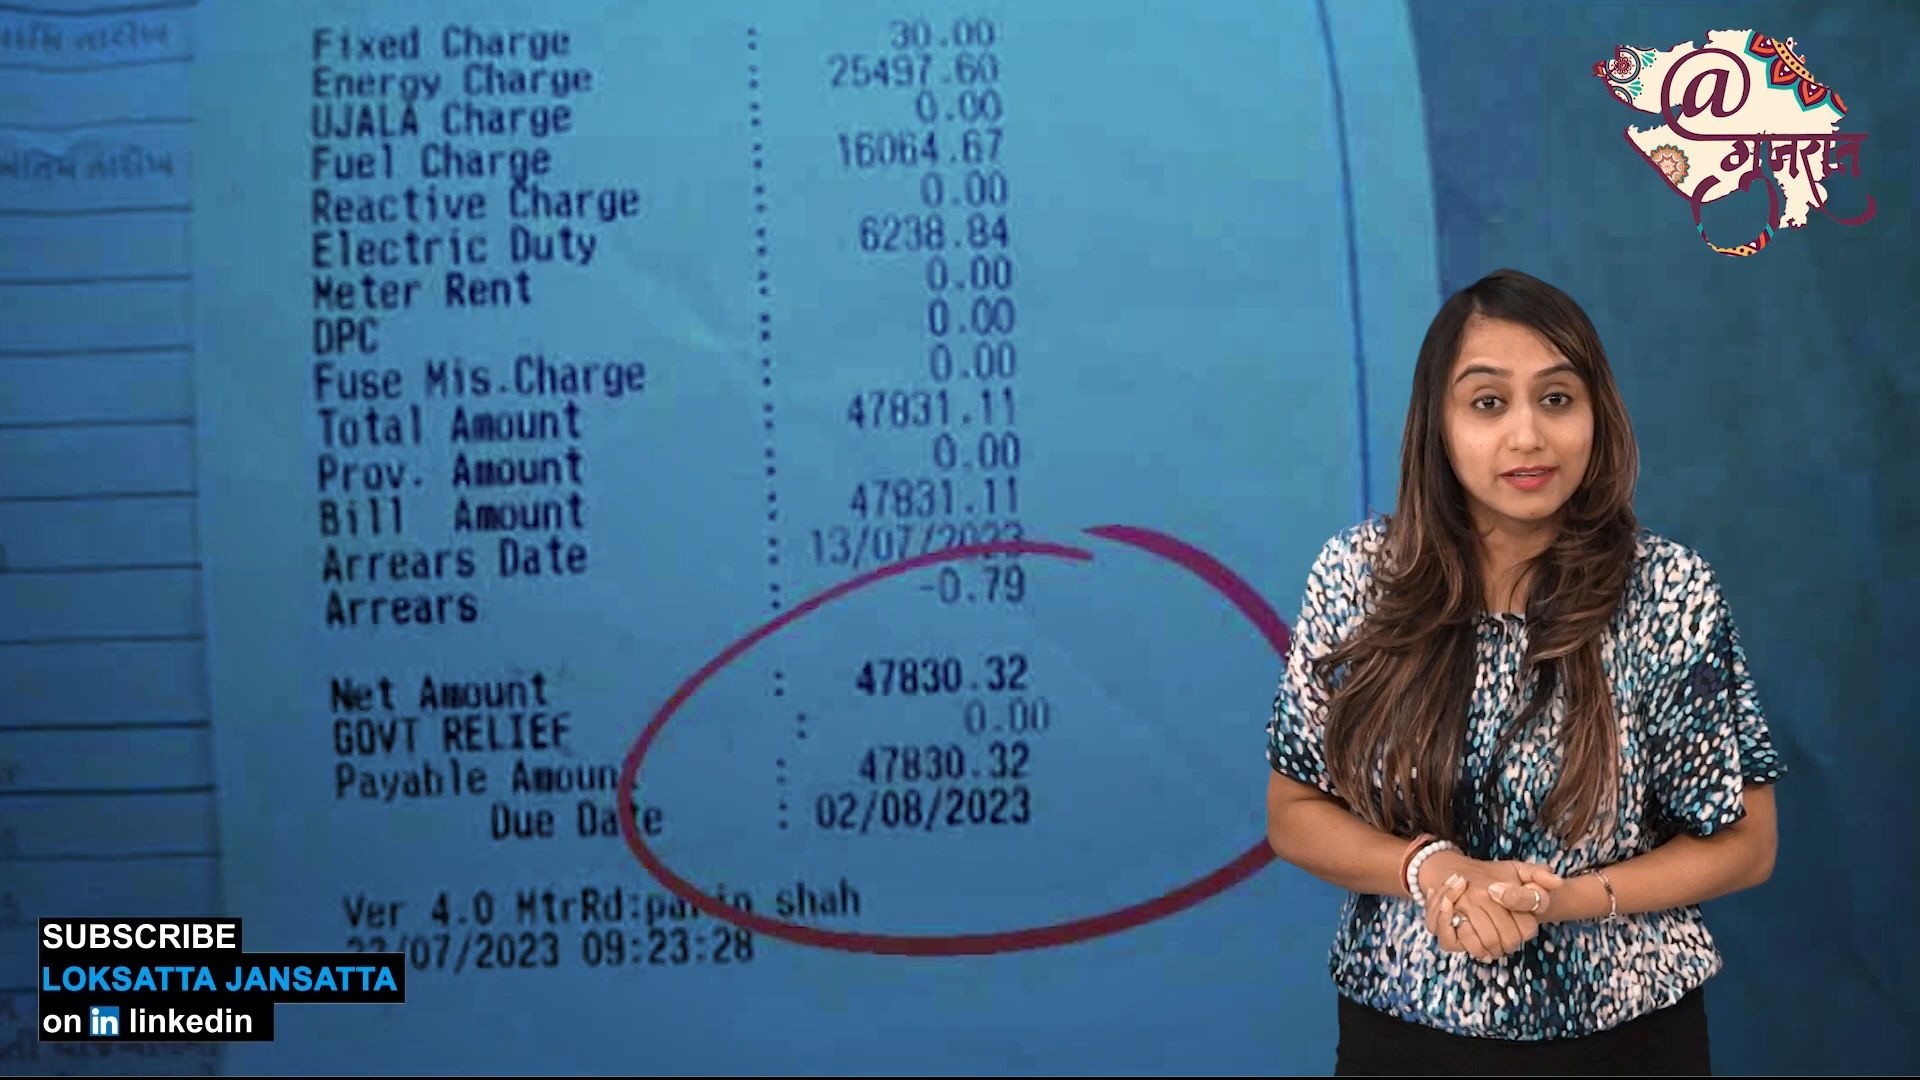 Fixed Charge : 30.00
Energy Charge : 25497.60
UJALA Charge : 0.00
Fuel Charge : 16064.67
Reactive Charge : 0.00
Electric Duty : 6238.84
Meter Rent : 0.00
DPC : 0.00
Fuse Mis.Charge : 0.00
Total Amount : 47831.11
Prov. Amount : 0.00
Bill Amount : 47831.11
Arrears Date : 13/07/2023
Arrears : -0.79
Net Amount : 47830.32
GOVT RELIEF : 0.00
Payable Amoun : 47830.32
Due Date : 02/08/2023
Ver 4.0 MtrRd: shah
/07/2023 09:23:28
@
गुजरात
SUBSCRIBE
LOKSATTA JANSATTA
on in linkedin